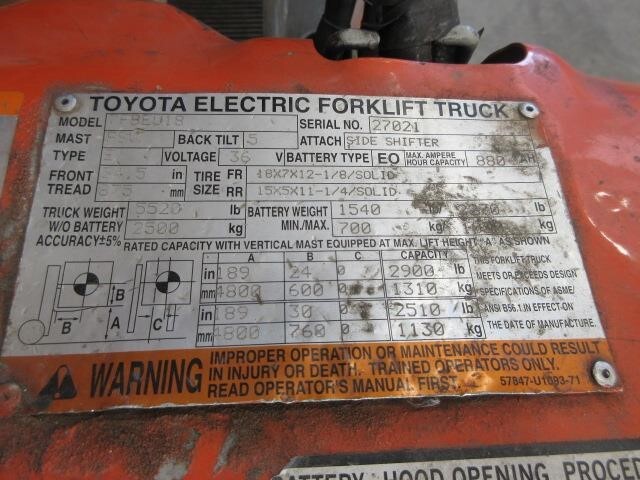 TOYOTA ELECTRIC FORKLIFT TRUCK
MODEL 7FBEU18 SERIAL NO. 27021
MAST BACK TILT 5 ATTACH SIDE SHIFTER
TYPE E VOLTAGE 36 V BATTERY TYPE EO MAX. AMPERE HOUR CAPACITY 880 AH
FRONT TREAD 34.5 in TIRE SIZE FR 18X7X12-1/8/SOLID
875 mm RR 15X5X11-1/4/SOLID
TRUCK WEIGHT 5520 lb BATTERY WEIGHT 1540 lb
W/O BATTERY 2500 kg MIN./MAX. 700 kg kg
ACCURACY±5% RATED CAPACITY WITH VERTICAL MAST EQUIPPED AT MAX. LIFT HEIGHT "A" AS SHOWN
A B C CAPACITY
in 189 24 0 2900 lb
mm 4800 600 0 1310 kg
in 189 30 0 2510 lb
mm 4800 760 0 1130 kg
B
B A C
THIS FORKLIFT TRUCK
MEETS OR EXCEEDS DESIGN
SPECIFICATIONS OF ASME/
ANSI B56.1 IN EFFECT ON
THE DATE OF MANUFACTURE.
WARNING
IMPROPER OPERATION OR MAINTENANCE COULD RESULT
IN INJURY OR DEATH. TRAINED OPERATORS ONLY.
READ OPERATOR'S MANUAL FIRST.
57847-U1093-71
BATTERY HOOD OPENING PROCED